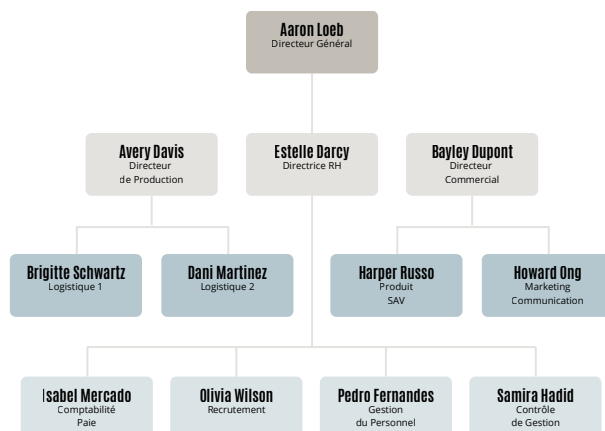 Aaron Loeb
Directeur Général
Avery Davis
Directeur
de Production
Estelle Darcy
Directrice RH
Bayley Dupont
Directeur
Commercial
Brigitte Schwartz
Logistique 1
Dani Martinez
Logistique 2
Harper Russo
Produit
SAV
Howard Ong
Marketing
Communication
Isabel Mercado
Comptabilité
Paie
Olivia Wilson
Recrutement
Pedro Fernandes
Gestion
du Personnel
Samira Hadid
Contrôle
de Gestion